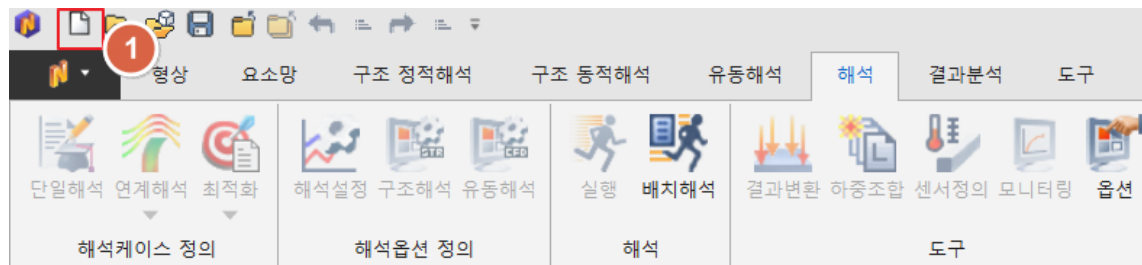 1
형상 요소망 구조 정적해석 구조 동적해석 유동해석 해석 결과분석 도구
STR CFD
단일해석 연계해석 최적화 해석설정 구조해석 유동해석 실행 배치해석 결과변환 하중조합 센서정의 모니터링 옵션
해석케이스 정의 해석옵션 정의 해석 도구